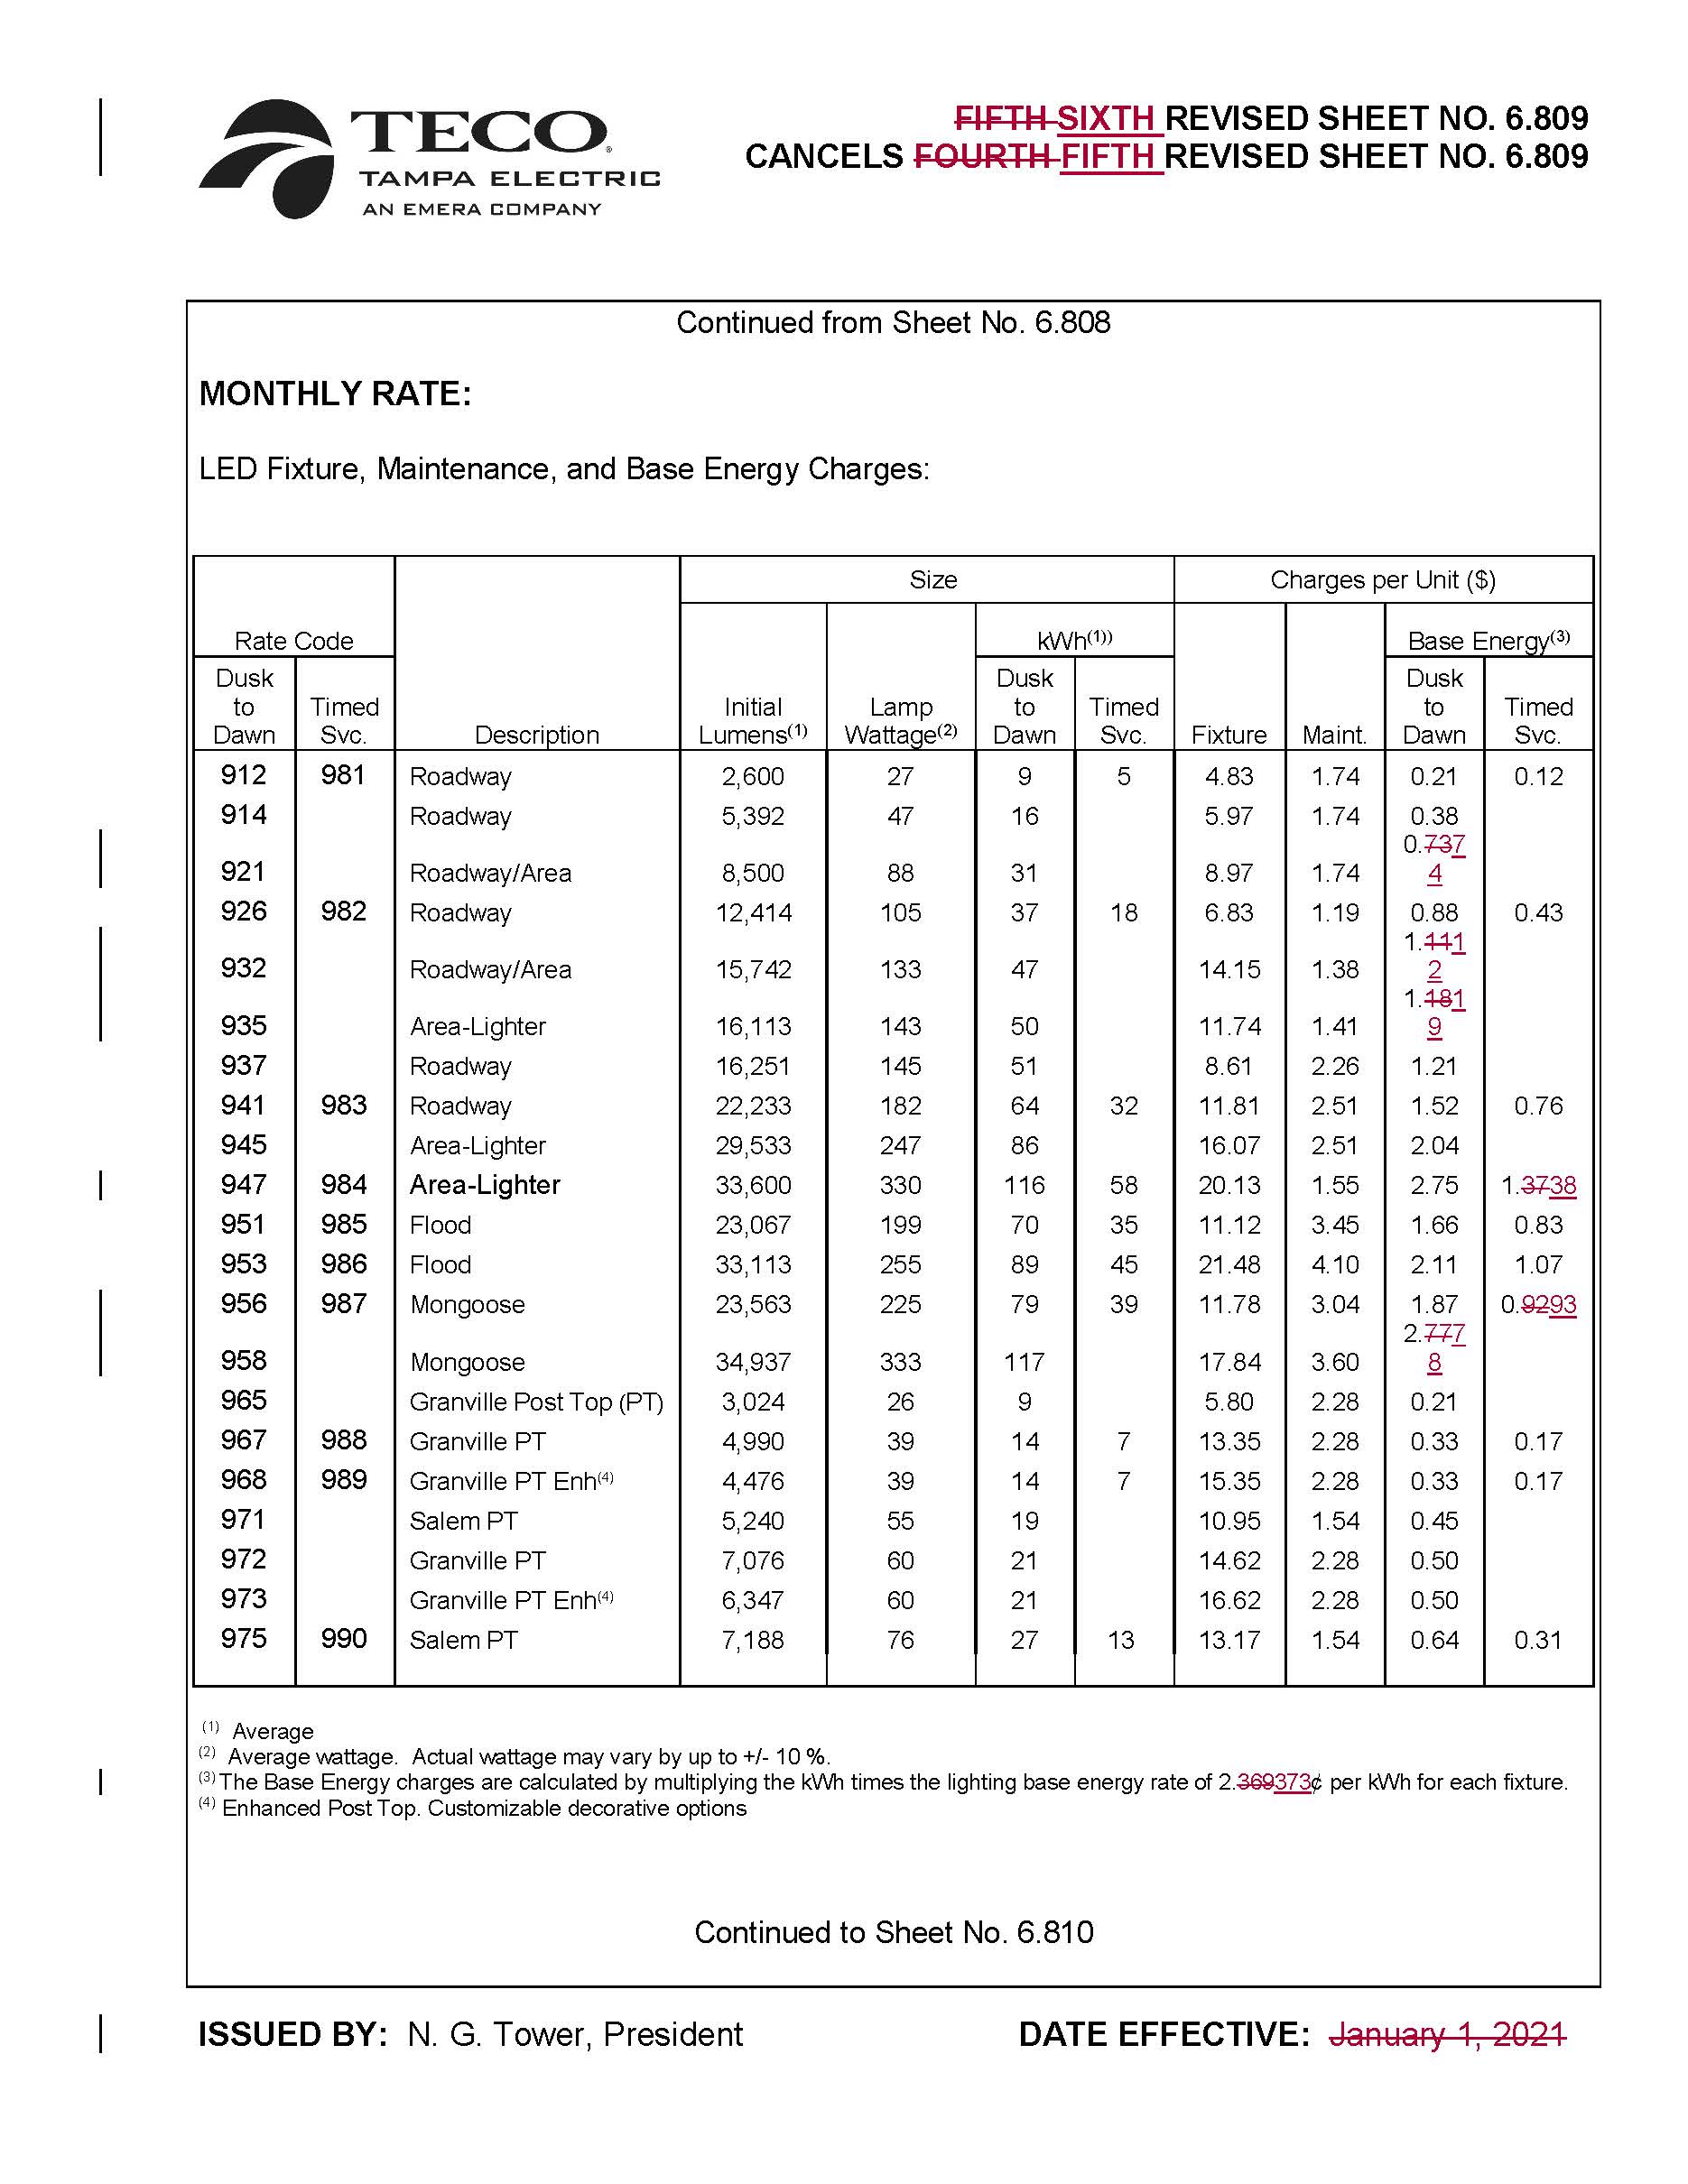 TECO®
TAMPA ELECTRIC
AN EMERA COMPANY
FIFTH SIXTH REVISED SHEET NO. 6.809
CANCELS FOURTH FIFTH REVISED SHEET NO. 6.809
Continued from Sheet No. 6.808
MONTHLY RATE:
LED Fixture, Maintenance, and Base Energy Charges:
Size Charges per Unit ($)
Rate Code kWh(1)) Base Energy(3)
Dusk to Dawn Timed Svc. Description Initial Lumens(1) Lamp Wattage(2) Dusk to Dawn Timed Svc. Fixture Maint. Dusk to Dawn Timed Svc.
912 981 Roadway 2,600 27 9 5 4.83 1.74 0.21 0.12
914 Roadway 5,392 47 16 5.97 1.74 0.38
921 Roadway/Area 8,500 88 31 8.97 1.74 0.7374
926 982 Roadway 12,414 105 37 18 6.83 1.19 0.88 0.43
932 Roadway/Area 15,742 133 47 14.15 1.38 1.1112
935 Area-Lighter 16,113 143 50 11.74 1.41 1.1819
937 Roadway 16,251 145 51 8.61 2.26 1.21
941 983 Roadway 22,233 182 64 32 11.81 2.51 1.52 0.76
945 Area-Lighter 29,533 247 86 16.07 2.51 2.04
947 984 Area-Lighter 33,600 330 116 58 20.13 1.55 2.75 1.3738
951 985 Flood 23,067 199 70 35 11.12 3.45 1.66 0.83
953 986 Flood 33,113 255 89 45 21.48 4.10 2.11 1.07
956 987 Mongoose 23,563 225 79 39 11.78 3.04 1.87 0.9293
958 Mongoose 34,937 333 117 17.84 3.60 2.7778
965 Granville Post Top (PT) 3,024 26 9 5.80 2.28 0.21
967 988 Granville PT 4,990 39 14 7 13.35 2.28 0.33 0.17
968 989 Granville PT Enh(4) 4,476 39 14 7 15.35 2.28 0.33 0.17
971 Salem PT 5,240 55 19 10.95 1.54 0.45
972 Granville PT 7,076 60 21 14.62 2.28 0.50
973 Granville PT Enh(4) 6,347 60 21 16.62 2.28 0.50
975 990 Salem PT 7,188 76 27 13 13.17 1.54 0.64 0.31
(1) Average
(2) Average wattage. Actual wattage may vary by up to +/- 10 %.
(3) The Base Energy charges are calculated by multiplying the kWh times the lighting base energy rate of 2.369373¢ per kWh for each fixture.
(4) Enhanced Post Top. Customizable decorative options
Continued to Sheet No. 6.810
ISSUED BY: N. G. Tower, President DATE EFFECTIVE: January 1, 2021